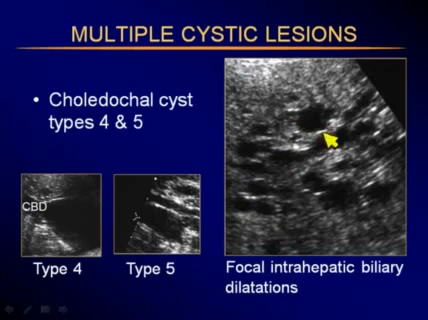 MULTIPLE CYSTIC LESIONS
• Choledochal cyst
types 4 & 5
CBD
Type 4
Type 5
Focal intrahepatic biliary
dilatations